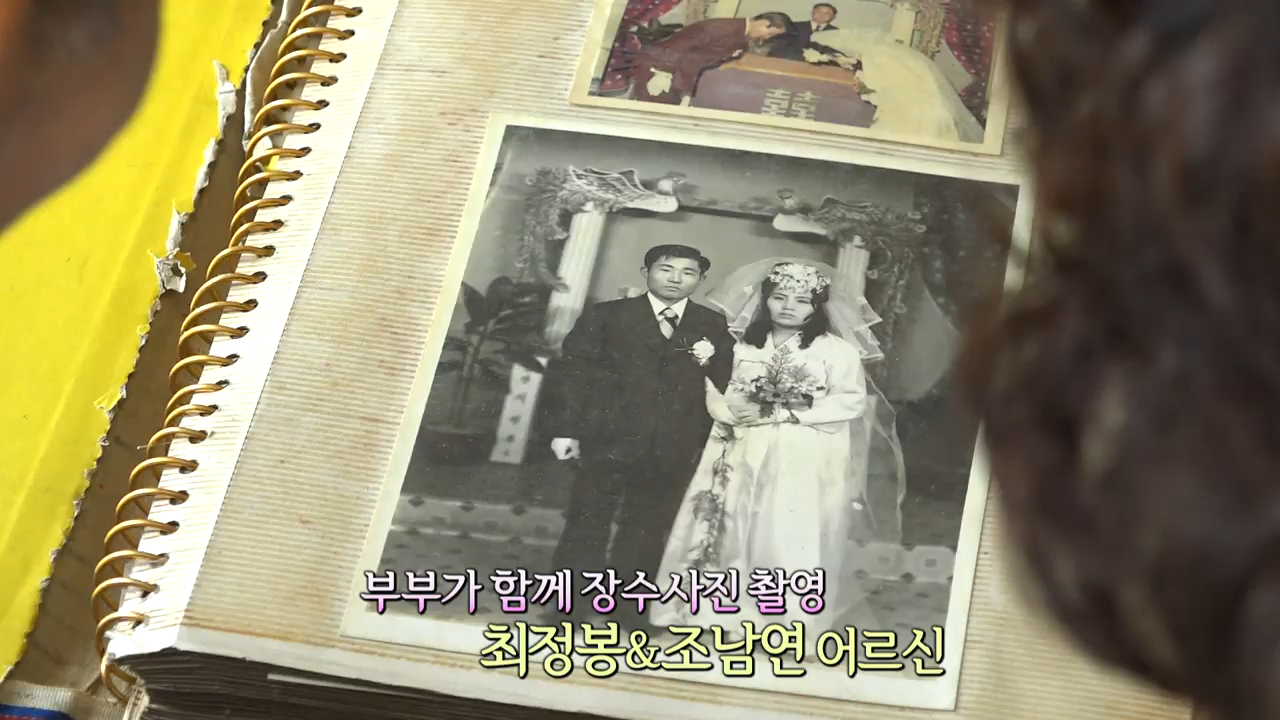 囍
부부가 함께 장수사진 촬영
최정봉&조남연 어르신